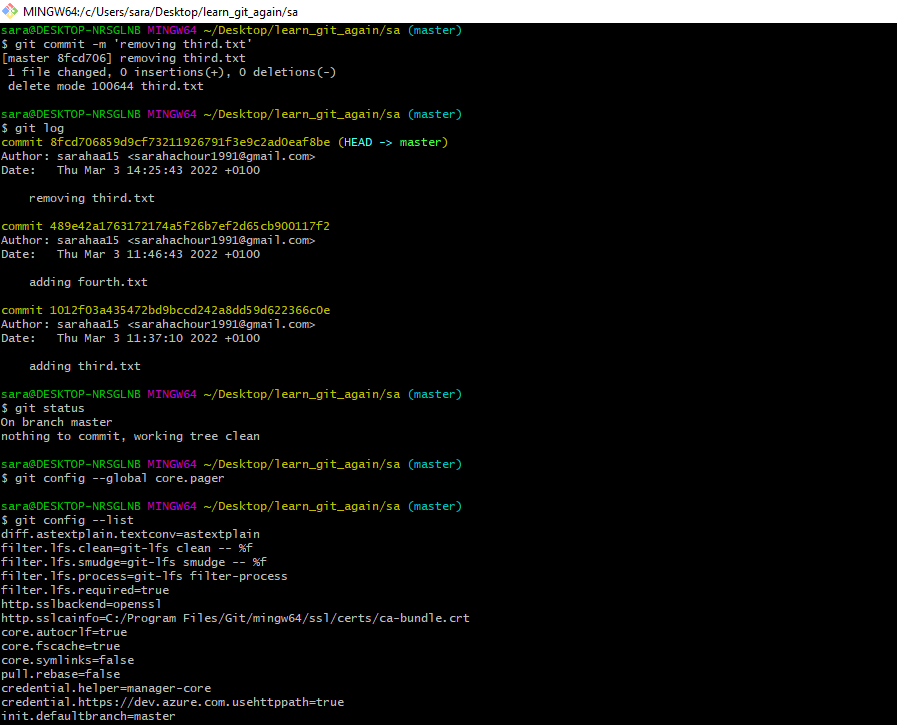 MINGW64:/c/Users/sara/Desktop/learn_git_again/sa
sara@DESKTOP-NRSGLNB MINGW64 ~/Desktop/learn_git_again/sa (master)
$ git commit -m 'removing third.txt'
[master 8fcd706] removing third.txt
 1 file changed, 0 insertions(+), 0 deletions(-)
 delete mode 100644 third.txt

sara@DESKTOP-NRSGLNB MINGW64 ~/Desktop/learn_git_again/sa (master)
$ git log
commit 8fcd706859d9cf73211926791f3e9c2ad0eaf8be (HEAD -> master)
Author: sarahaa15 <sarahachour1991@gmail.com>
Date:   Thu Mar 3 14:25:43 2022 +0100

    removing third.txt

commit 489e42a1763172174a5f26b7ef2d65cb900117f2
Author: sarahaa15 <sarahachour1991@gmail.com>
Date:   Thu Mar 3 11:46:43 2022 +0100

    adding fourth.txt

commit 1012f03a435472bd9bccd242a8dd59d622366c0e
Author: sarahaa15 <sarahachour1991@gmail.com>
Date:   Thu Mar 3 11:37:10 2022 +0100

    adding third.txt

sara@DESKTOP-NRSGLNB MINGW64 ~/Desktop/learn_git_again/sa (master)
$ git status
On branch master
nothing to commit, working tree clean

sara@DESKTOP-NRSGLNB MINGW64 ~/Desktop/learn_git_again/sa (master)
$ git config --global core.pager

sara@DESKTOP-NRSGLNB MINGW64 ~/Desktop/learn_git_again/sa (master)
$ git config --list
diff.astextplain.textconv=astextplain
filter.lfs.clean=git-lfs clean -- %f
filter.lfs.smudge=git-lfs smudge -- %f
filter.lfs.process=git-lfs filter-process
filter.lfs.required=true
http.sslbackend=openssl
http.sslcainfo=C:/Program Files/Git/mingw64/ssl/certs/ca-bundle.crt
core.autocrlf=true
core.fscache=true
core.symlinks=false
pull.rebase=false
credential.helper=manager-core
credential.https://dev.azure.com.usehttppath=true
init.defaultbranch=master